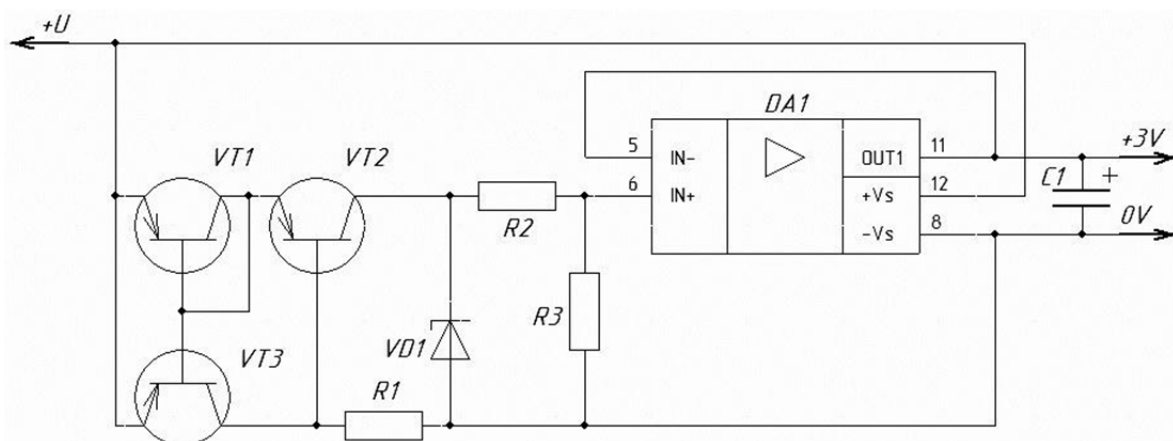 +U
DA1
VT1
VT2
5
IN-
OUT1
11
+3V
6
IN+
+Vs
12
C1
+
-Vs
8
0V
R2
R3
VT3
VD1
R1